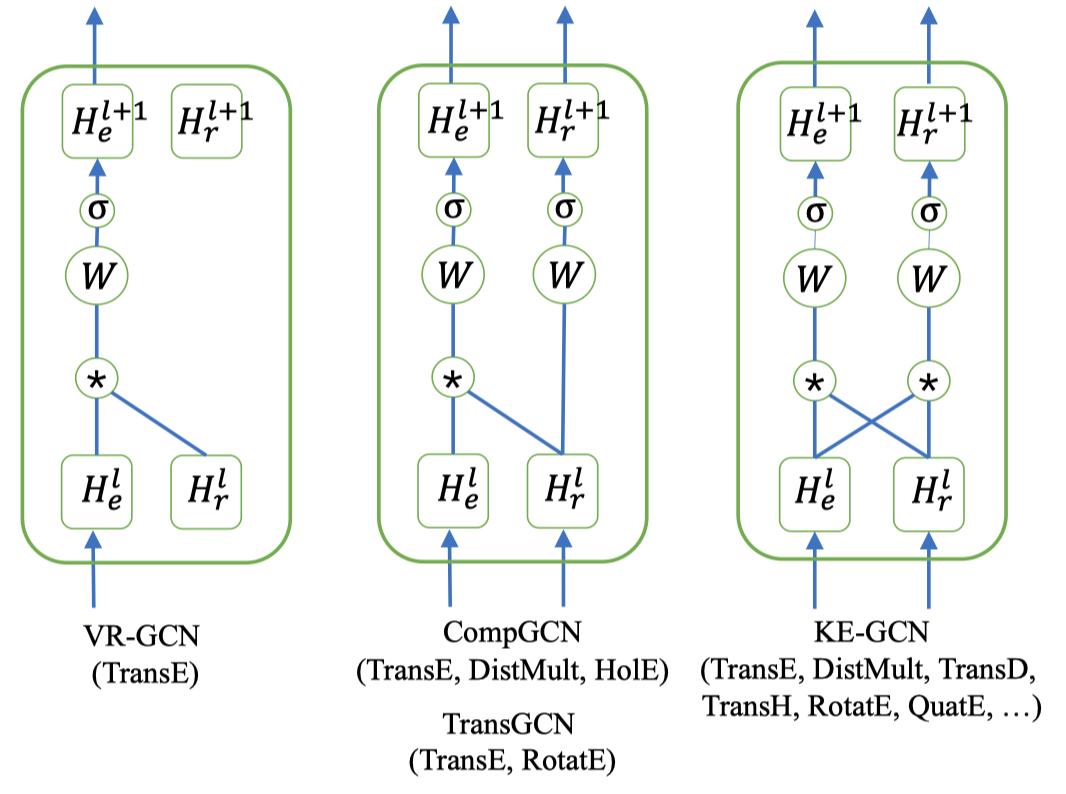 H_e^{l+1} H_r^{l+1} H_e^{l+1} H_r^{l+1} H_e^{l+1} H_r^{l+1}
σ σ σ σ σ
W W W W W
* * * *
H_e^l H_r^l H_e^l H_r^l H_e^l H_r^l
VR-GCN
(TransE)
CompGCN
(TransE, DistMult, HolE)
TransGCN
(TransE, RotatE)
KE-GCN
(TransE, DistMult, TransD,
TransH, RotatE, QuatE, …)